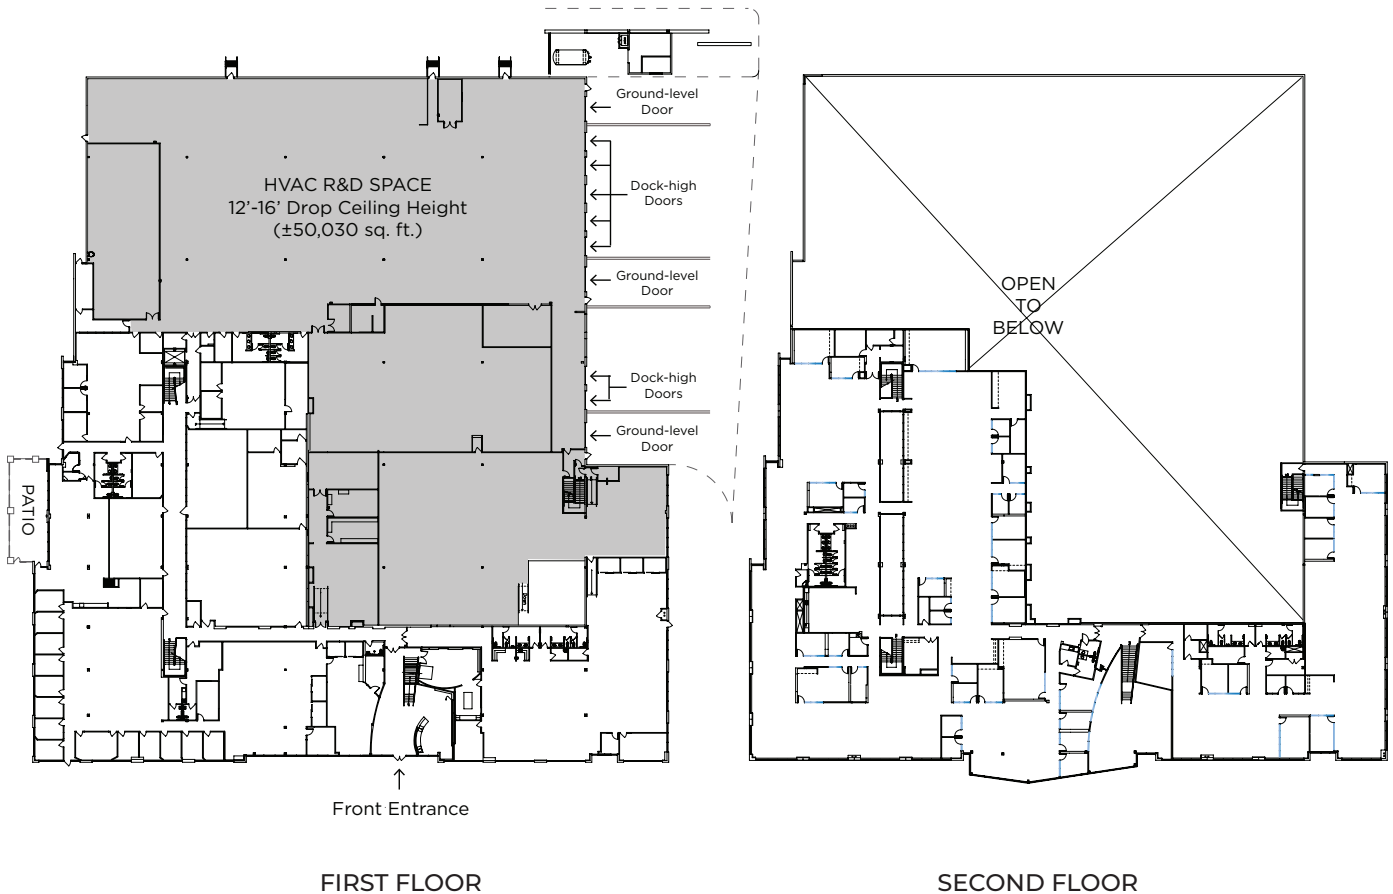 Ground-level
Door
HVAC R&D SPACE
12’-16’ Drop Ceiling Height
(±50,030 sq. ft.)
Dock-high
Doors
Ground-level
Door
Dock-high
Doors
Ground-level
Door
PATIO
Front Entrance
FIRST FLOOR
OPEN
TO
BELOW
SECOND FLOOR